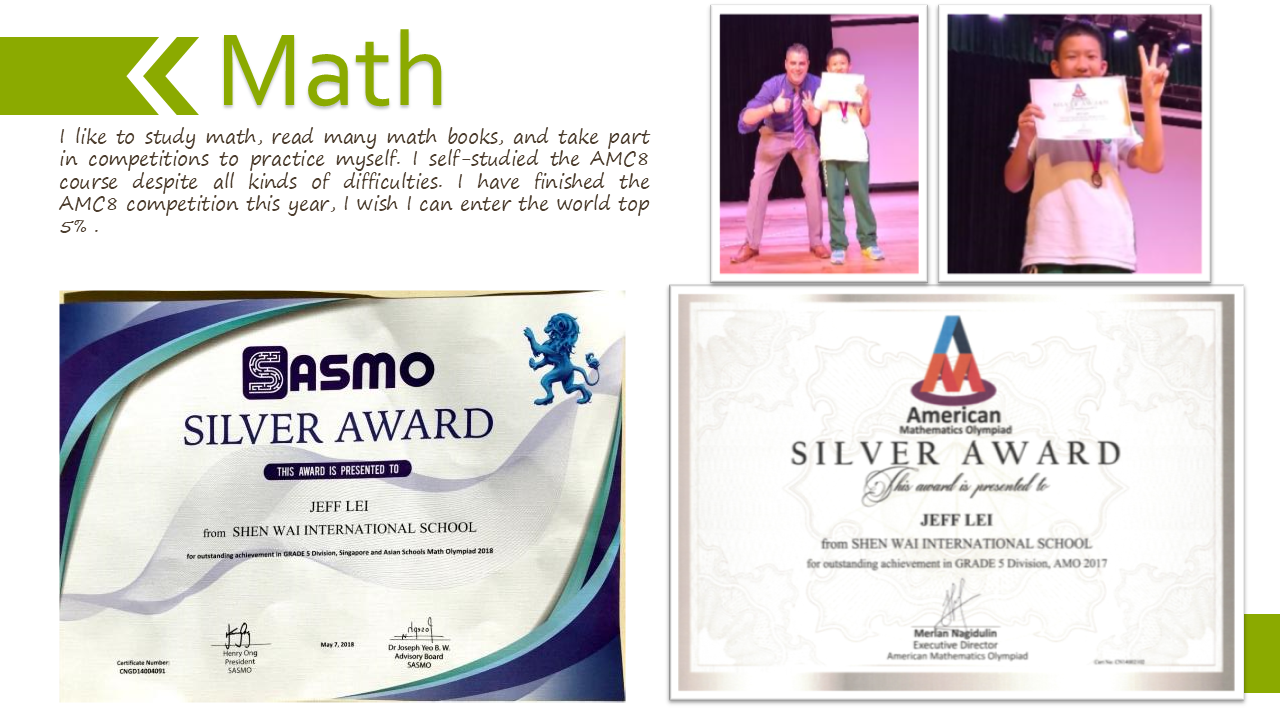 Math
I like to study math, read many math books, and take part
in competitions to practice myself. I self-studied the AMC8
course despite all kinds of difficulties. I have finished the
AMC8 competition this year, I wish I can enter the world top
5% .
SILVER AWARD
SASMO
SILVER AWARD
THIS AWARD IS PRESENTED TO
JEFF LEI
from SHEN WAI INTERNATIONAL SCHOOL
for outstanding achievement in GRADE 5 Division, Singapore and Asian Schools Math Olympiad 2018
Henry Ong
President
SASMO
May 7, 2018
Dr Joseph Yeo B. W.
Advisory Board
SASMO
Certificate Number:
CNGD14004091
American
Mathematics Olympiad
SILVER AWARD
This award is presented to
JEFF LEI
from SHEN WAI INTERNATIONAL SCHOOL
for outstanding achievement in GRADE 5 Division, AMO 2017
Merlan Nagidulin
Executive Director
American Mathematics Olympiad